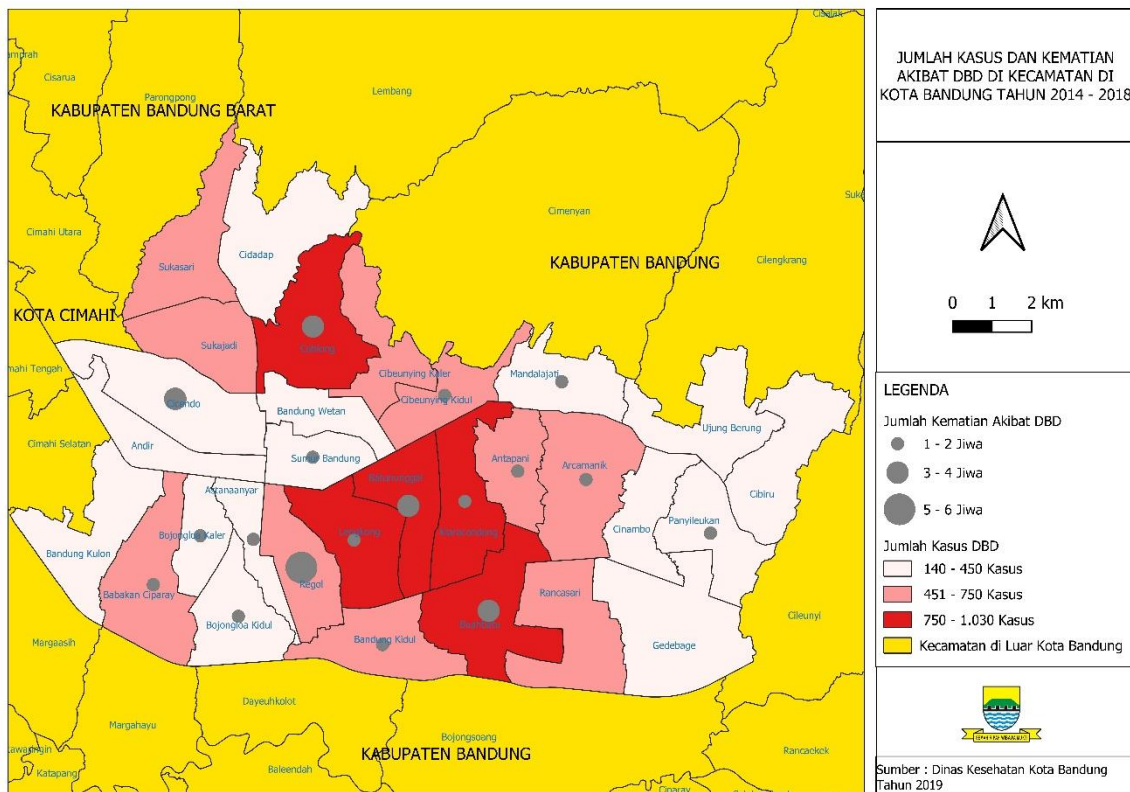 JUMLAH KASUS DAN KEMATIAN
AKIBAT DBD DI KECAMATAN DI
KOTA BANDUNG TAHUN 2014 - 2018
0 1 2 km
LEGENDA
Jumlah Kematian Akibat DBD
1 - 2 Jiwa
3 - 4 Jiwa
5 - 6 Jiwa
Jumlah Kasus DBD
140 - 450 Kasus
451 - 750 Kasus
750 - 1.030 Kasus
Kecamatan di Luar Kota Bandung
Sumber : Dinas Kesehatan Kota Bandung
Tahun 2019
Cisarua
Parongpong
Lembang
KABUPATEN BANDUNG BARAT
Cimenyan
Cimahi Utara
Cidadap
Sukasari
KABUPATEN BANDUNG
Cilengkrang
KOTA CIMAHI
Sukajadi
Cibeunying Kaler
Mandalajati
Cibeunying Kidul
Bandung Wetan
Ujung Berung
Cimahi Selatan
Andir
Sumur Bandung
Antapani
Arcamanik
Cibiru
Astanaanyar
Panyileukan
Cinambo
Bojongloa Kaler
Bandung Kulon
Regol
Babakan Ciparay
Rancasari
Cileunyi
Bojongloa Kidul
Bandung Kidul
Gedebage
Margaasih
Dayeuhkolot
Margahayu
Bojongsoang
KABUPATEN BANDUNG
Katapang
Baleendah
Ciparay